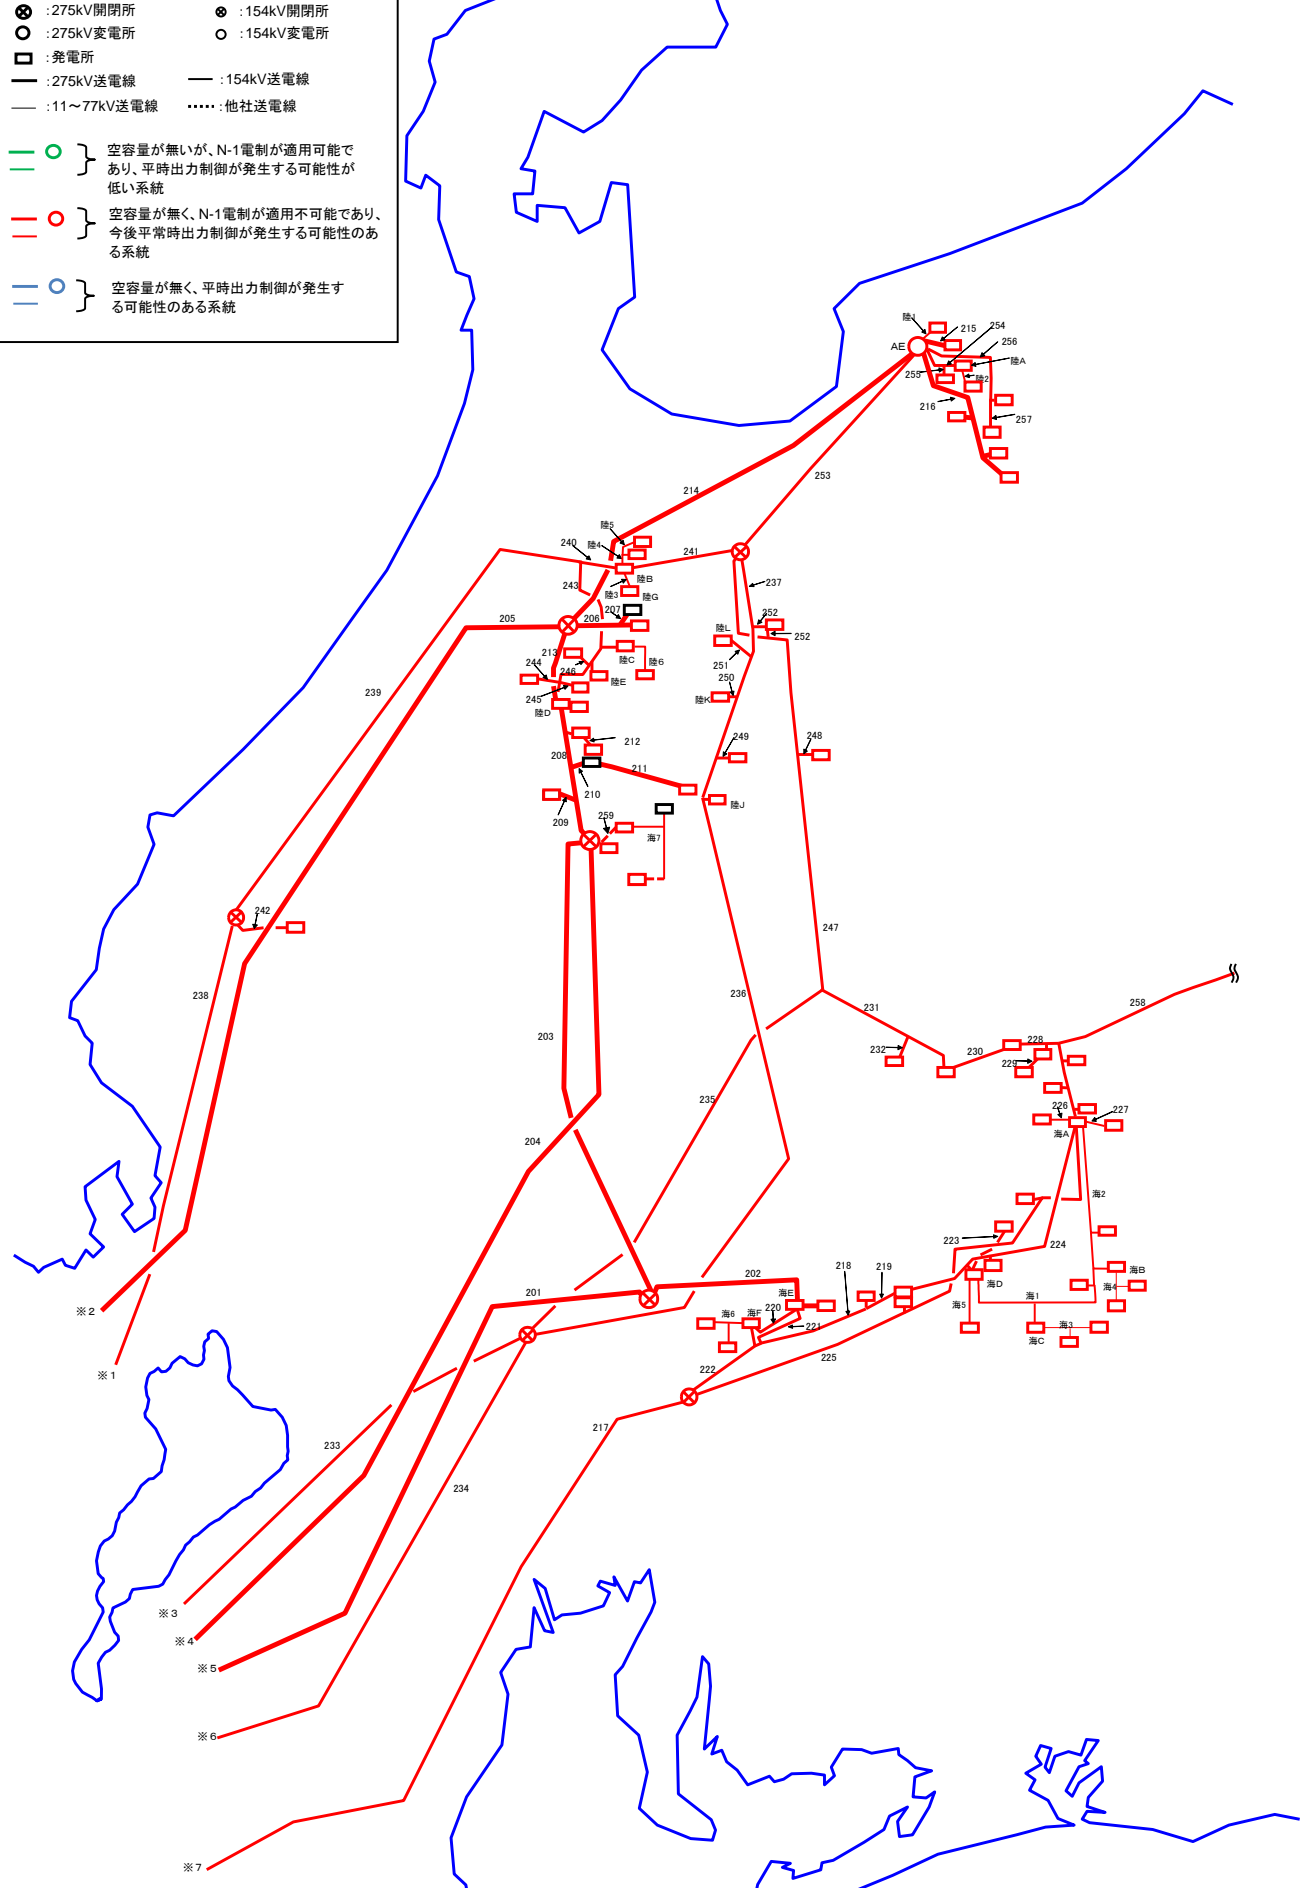 :275kV開閉所 :154kV開閉所
:275kV変電所 :154kV変電所
:発電所
:275kV送電線 :154kV送電線
:11～77kV送電線 :他社送電線
空容量が無いが、N-1電制が適用可能で
あり、平時出力制御が発生する可能性が
低い系統
空容量が無く、N-1電制が適用不可能であり、
今後平常時出力制御が発生する可能性のあ
る系統
空容量が無く、平時出力制御が発生す
る可能性のある系統
陸1
215
254
AE
256
陸A
255
陸2
216
257
253
214
陸5
240
陸4
241
陸B
243
陸3
陸G
237
205
206
207
252
252
陸L
213
陸C
陸6
251
244
246
陸E
250
245
陸K
239
陸D
212
249
248
208
211
210
陸J
209
259
海7
242
247
238
236
231
258
203
232
230
228
229
235
226
227
204
海A
海2
223
224
218
219
202
海D
海B
201
海E
海4
※2
220
海5
海1
海6
海F
221
海3
海C
225
222
※1
217
233
234
※3
※4
※5
※6
※7